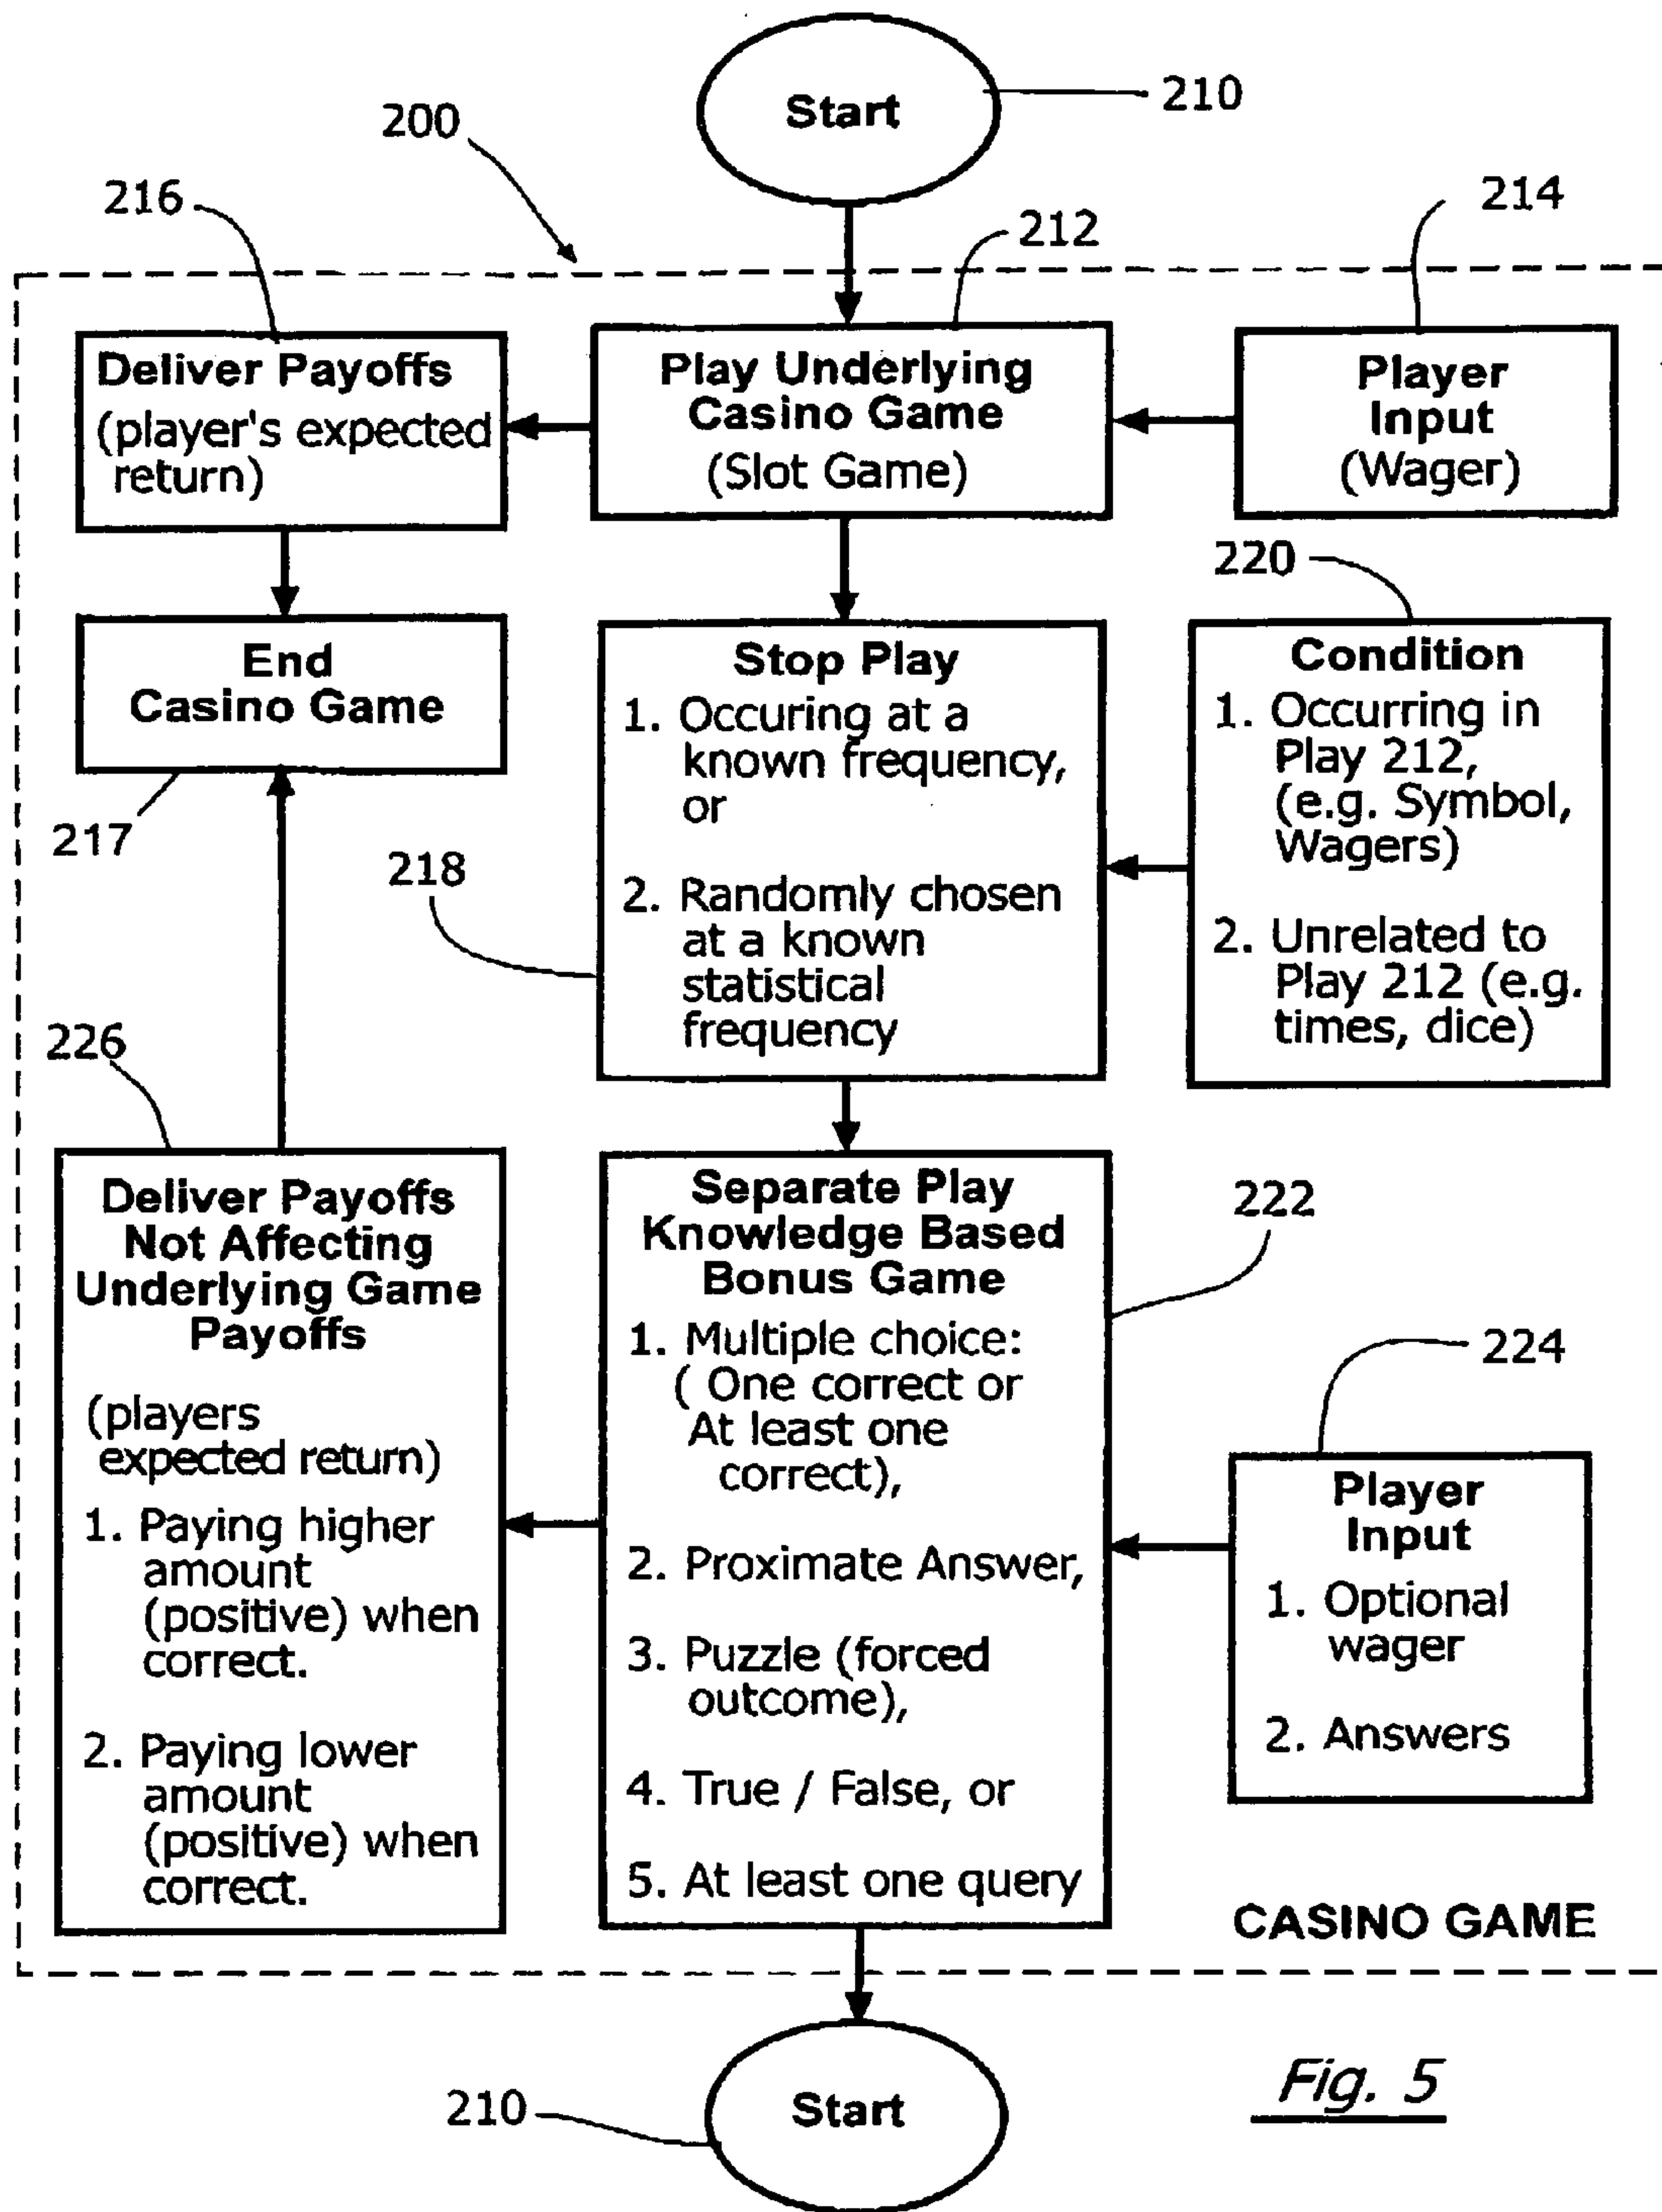 Start
210
200
216
212
214
Deliver Payoffs
(player's expected
return)
Play Underlying
Casino Game
(Slot Game)
Player
Input
(Wager)
220
End
Casino Game
217
Stop Play
1. Occuring at a
known frequency,
or
2. Randomly chosen
at a known
statistical
frequency
218
Condition
1. Occurring in
Play 212,
(e.g. Symbol,
Wagers)
2. Unrelated to
Play 212 (e.g.
times, dice)
226
Deliver Payoffs
Not Affecting
Underlying Game
Payoffs
(players
expected return)
1. Paying higher
amount
(positive) when
correct.
2. Paying lower
amount
(positive) when
correct.
Separate Play
Knowledge Based
Bonus Game
1. Multiple choice:
( One correct or
At least one
correct),
2. Proximate Answer,
3. Puzzle (forced
outcome),
4. True / False, or
5. At least one query
222
224
Player
Input
1. Optional
wager
2. Answers
CASINO GAME
210
Start
Fig. 5